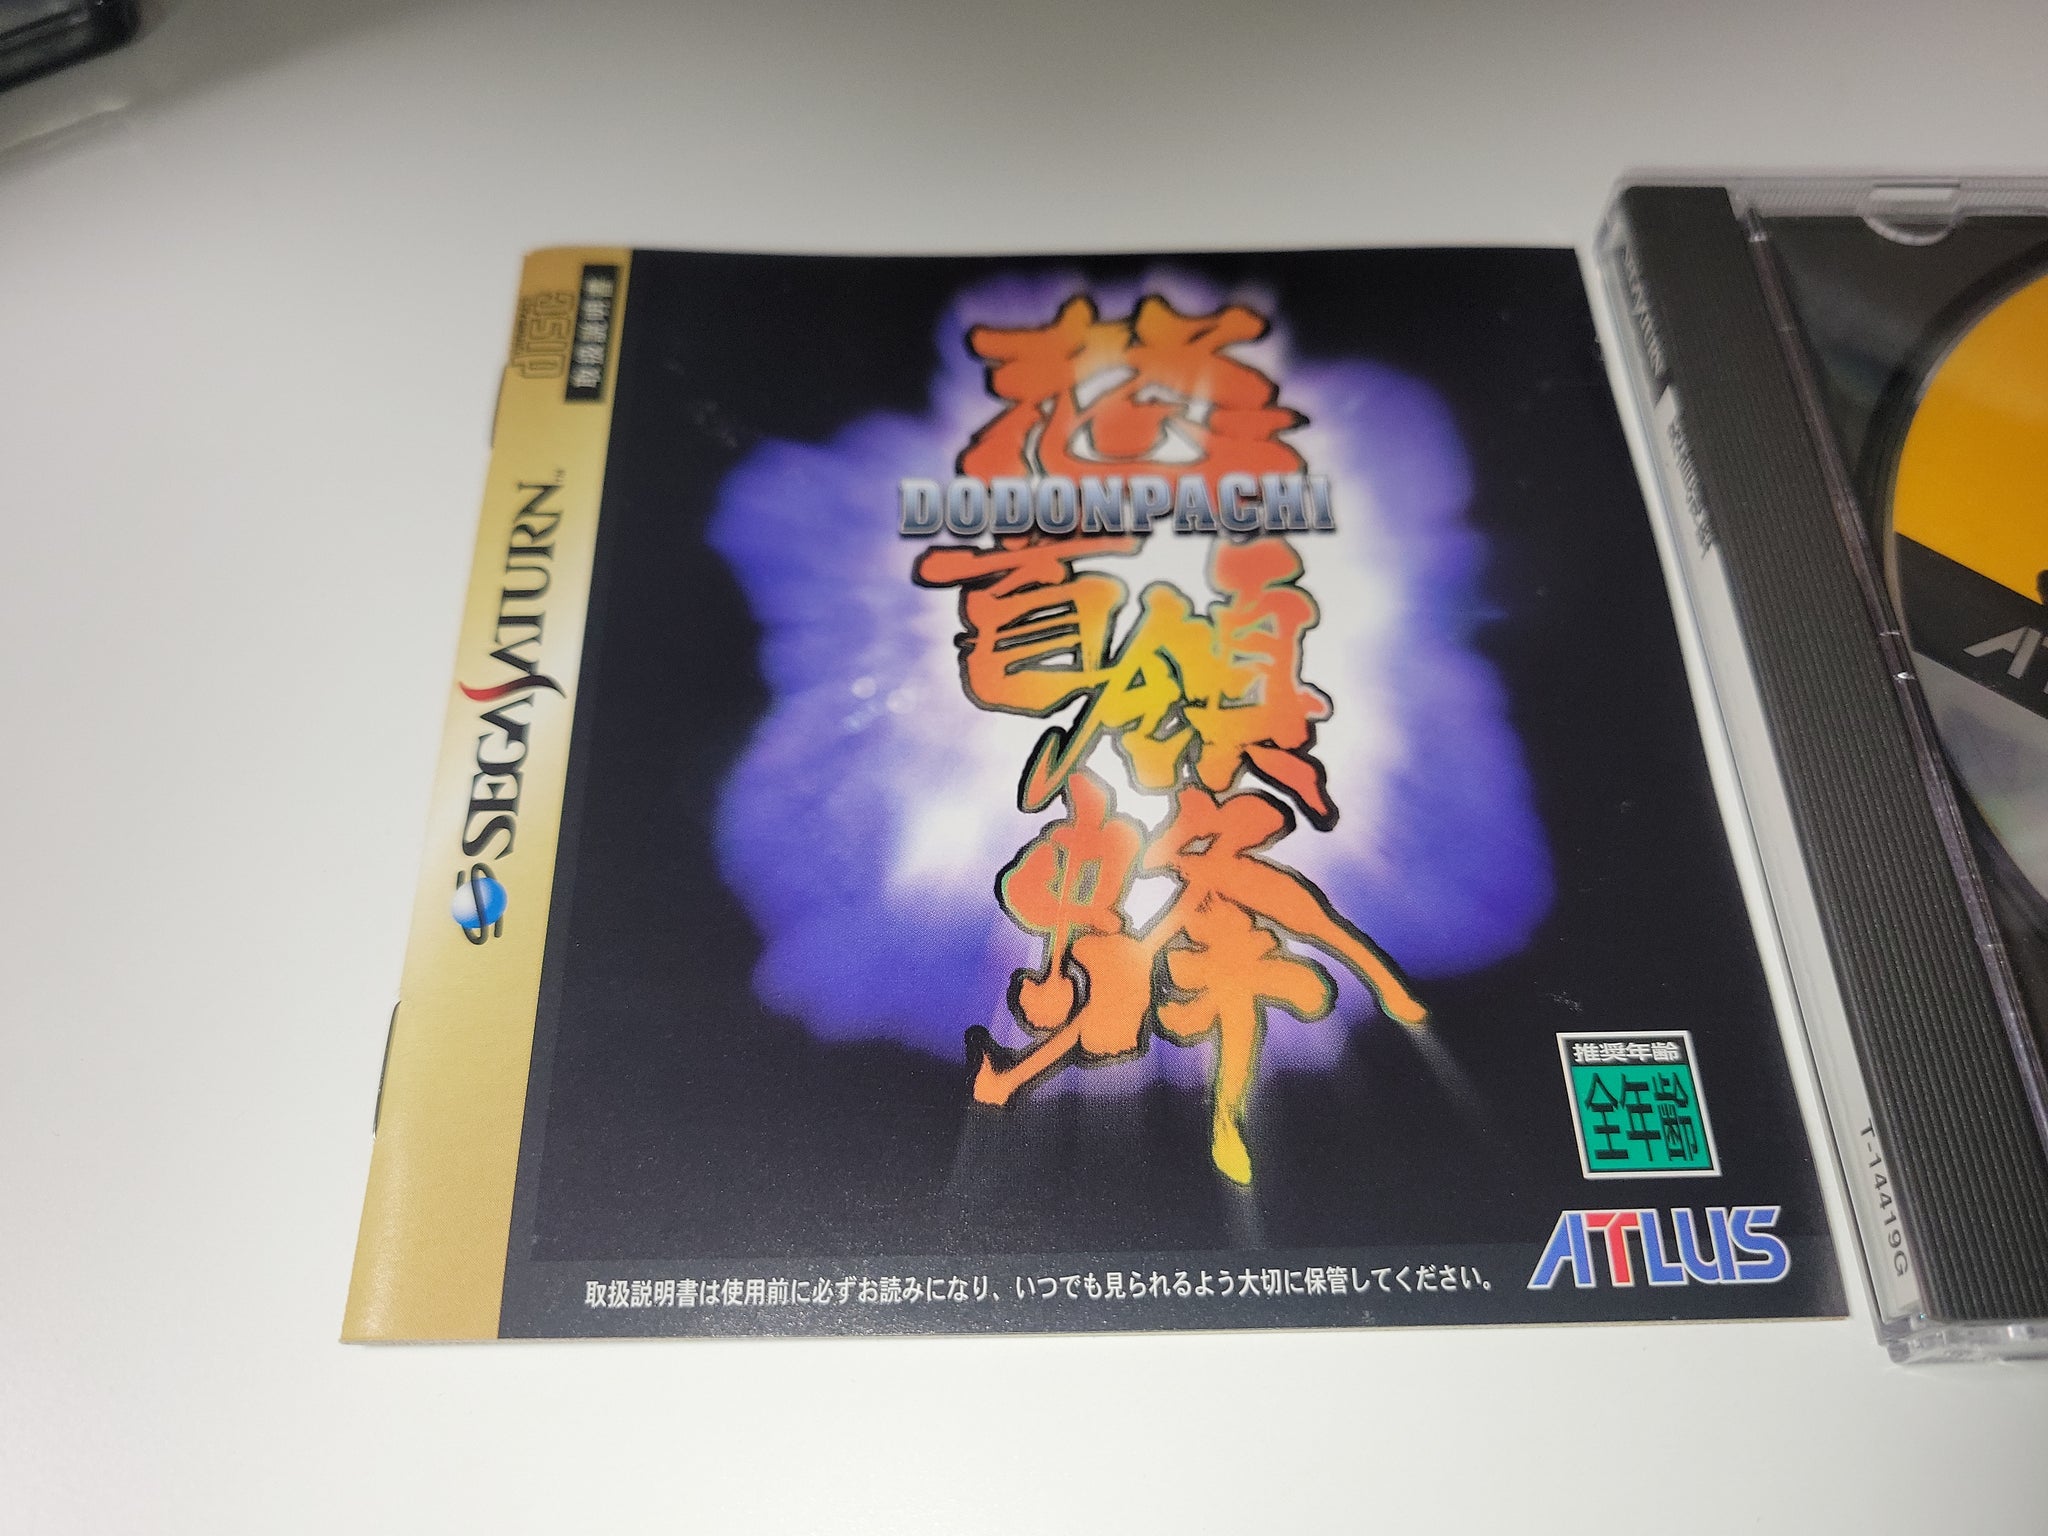 取扱説明書
DISC
SEGA SATURN™
怒
DODONPACHI
首領
蜂
推奨年齢
全年齢
ATLUS
取扱説明書は使用前に必ずお読みになり、いつでも見られるよう大切に保管してください。
T-14419G